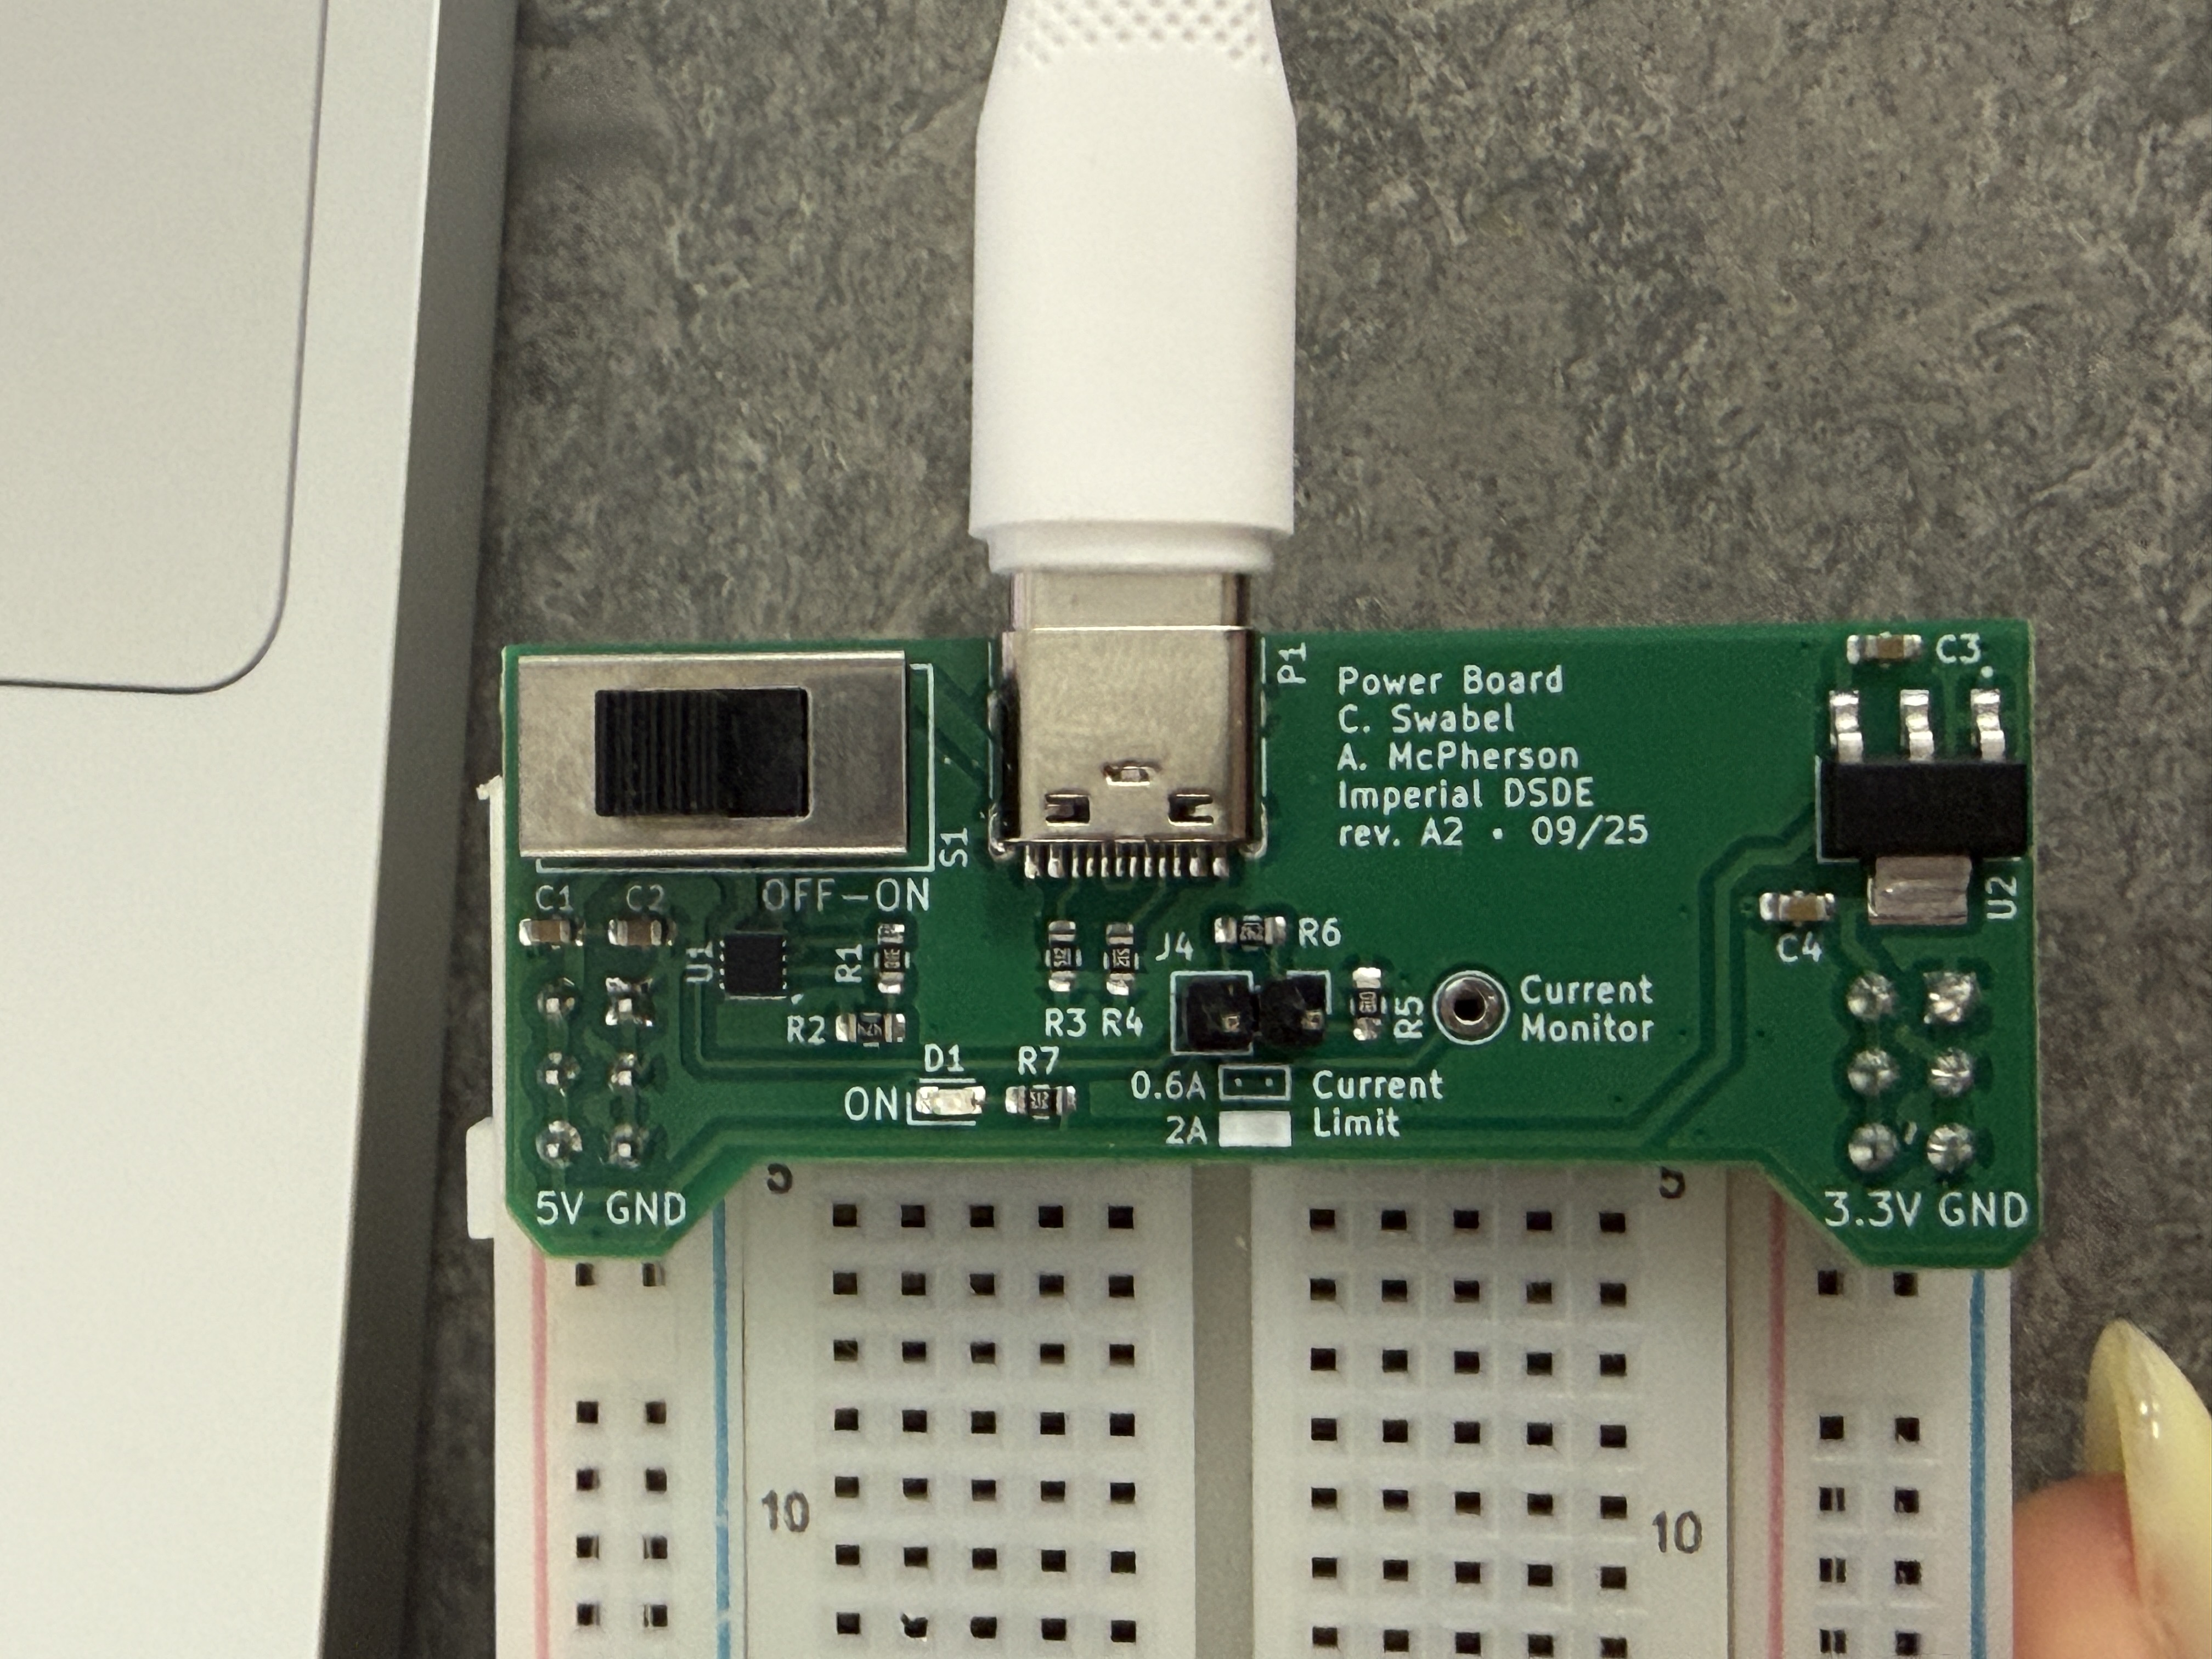 P1
C3
Power Board
C. Swabel
A. McPherson
Imperial DSDE
rev. A2 • 09/25
S1
OFF-ON
C1
C2
U2
U1
R1
R2
R3
R4
J4
R6
R5
C4
Current
Monitor
D1
R7
ON
0.6A
2A
Current
Limit
5V GND
3.3V GND
5
5
10
10